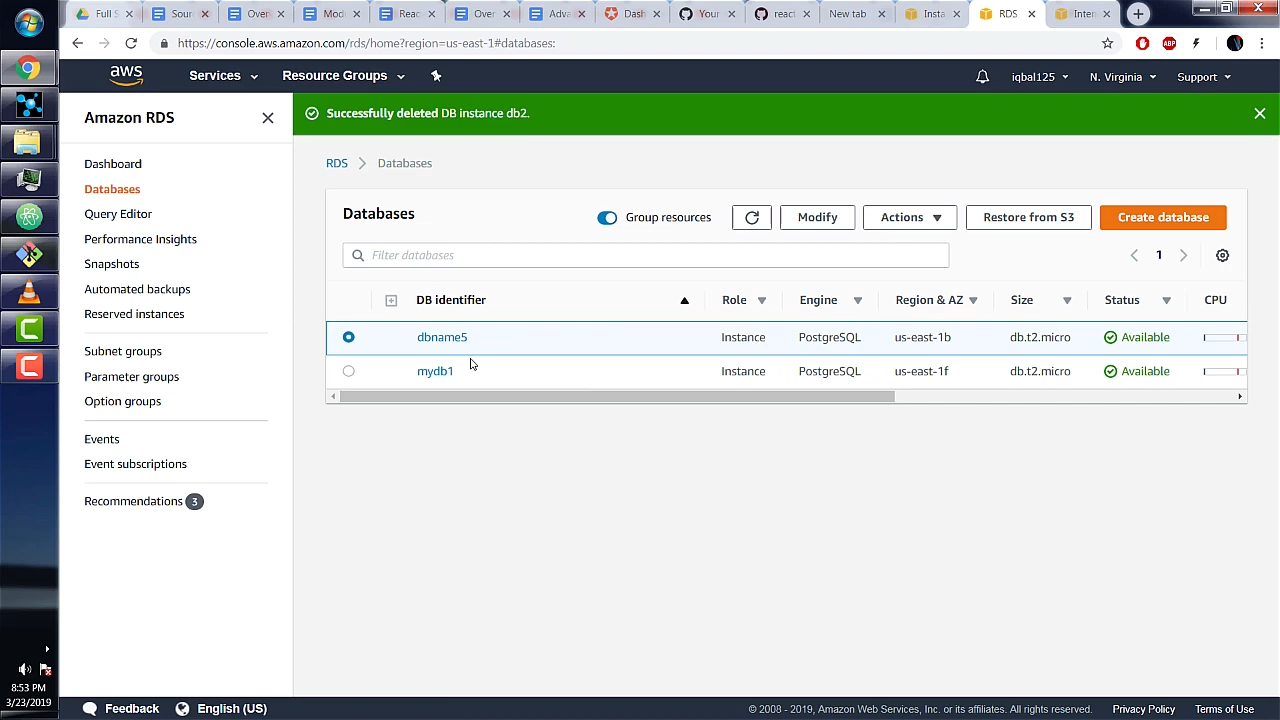 Full S
Sour
Over
Mod
Reac
Over
Adva
Dash
You
reac
New tab
Inst
RDS
Inter
https://console.aws.amazon.com/rds/home?region=us-east-1#databases:
ABP
aws
Services
Resource Groups
iqbal125
N. Virginia
Support
Amazon RDS
Successfully deleted DB instance db2.
Dashboard
Databases
Query Editor
Performance Insights
Snapshots
Automated backups
Reserved instances
Subnet groups
Parameter groups
Option groups
Events
Event subscriptions
Recommendations 3
RDS
Databases
Databases
Group resources
Modify
Actions
Restore from S3
Create database
Filter databases
1
DB identifier
Role
Engine
Region & AZ
Size
Status
CPU
dbname5
Instance
PostgreSQL
us-east-1b
db.t2.micro
Available
mydb1
Instance
PostgreSQL
us-east-1f
db.t2.micro
Available
8:53 PM
3/23/2019
Feedback
English (US)
© 2008 - 2019, Amazon Web Services, Inc. or its affiliates. All rights reserved.
Privacy Policy
Terms of Use